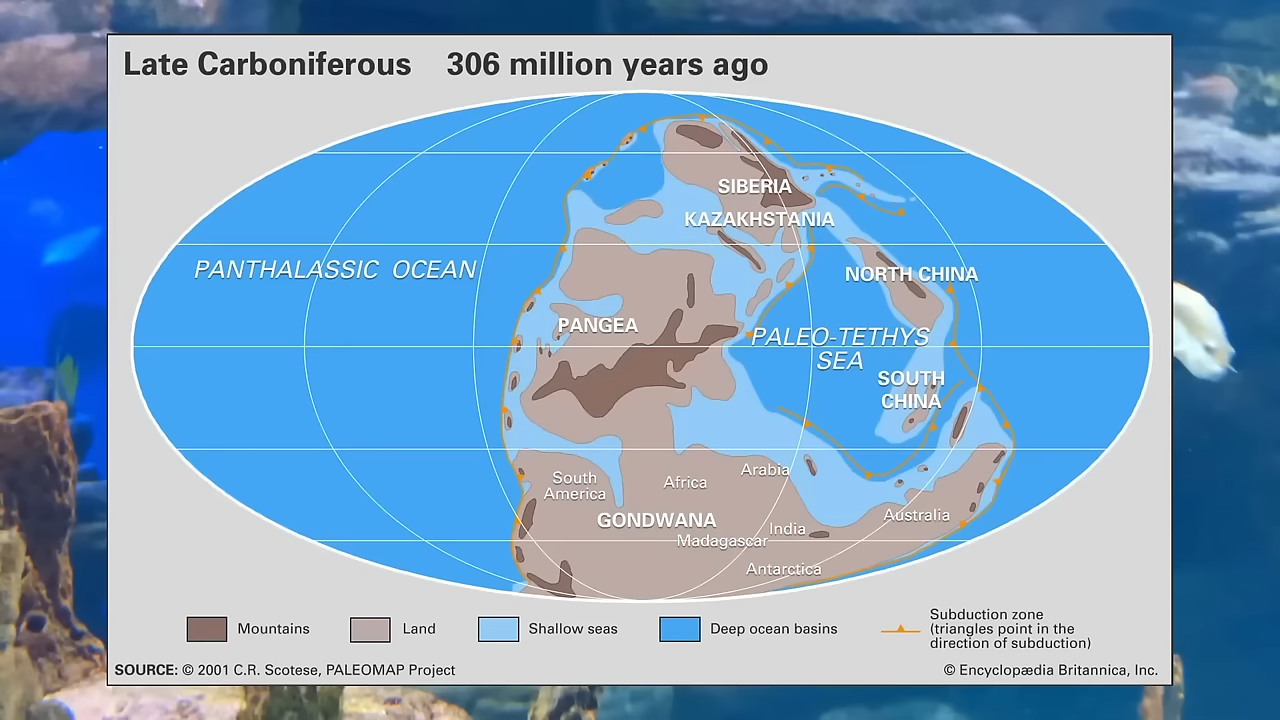 Late Carboniferous 306 million years ago
SIBERIA
KAZAKHSTANIA
PANTHALASSIC OCEAN
NORTH CHINA
PANGEA
PALEO-TETHYS
SEA
SOUTH
CHINA
South
America
Africa
Arabia
GONDWANA
India
Australia
Madagascar
Antarctica
Mountains
Land
Shallow seas
Deep ocean basins
Subduction zone
(triangles point in the
direction of subduction)
SOURCE: © 2001 C.R. Scotese, PALEOMAP Project
© Encyclopædia Britannica, Inc.